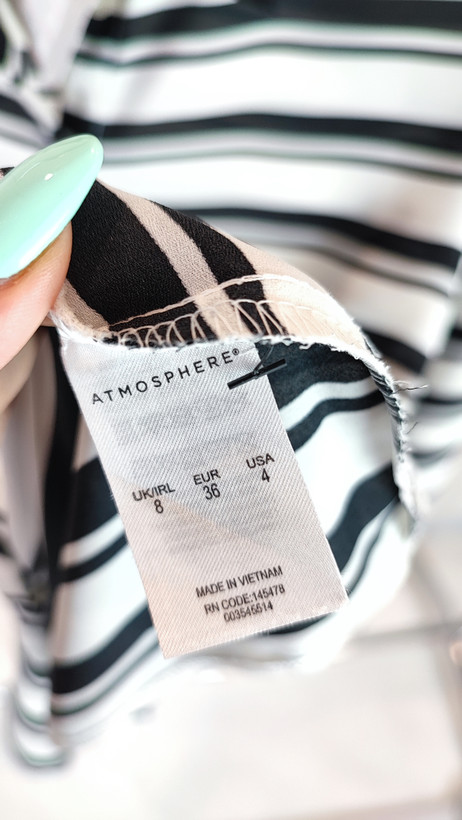 ATMOSPHERE®
UK/IRL EUR USA
8 36 4
MADE IN VIETNAM
RN CODE:145478
003545514